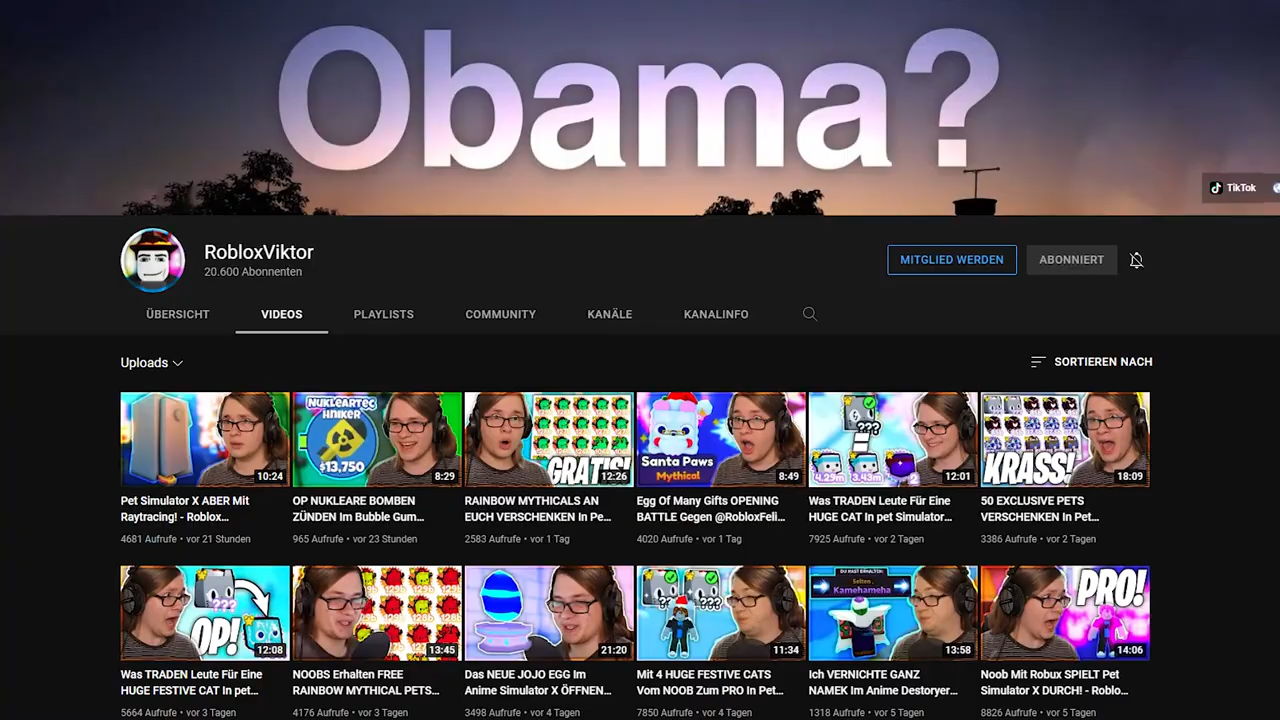 Obama?
TikTok
RobloxViktor
20.600 Abonnenten
MITGLIED WERDEN
ABONNIERT
ÜBERSICHT
VIDEOS
PLAYLISTS
COMMUNITY
KANÄLE
KANALINFO
Uploads
SORTIEREN NACH
10:24
NUKLEARTEC
HNIKER
$13,750
8:29
GRATIS!
12:26
Santa Paws
Mythical
8:49
???
4.29m
3.43m
12:01
KRASS!
18:09
Pet Simulator X ABER Mit
Raytracing! - Roblox...
4681 Aufrufe • vor 21 Stunden
OP NUKLEARE BOMBEN
ZÜNDEN Im Bubble Gum...
965 Aufrufe • vor 23 Stunden
RAINBOW MYTHICALS AN
EUCH VERSCHENKEN In Pe...
2583 Aufrufe • vor 1 Tag
Egg Of Many Gifts OPENING
BATTLE Gegen @RobloxFeli...
4020 Aufrufe • vor 1 Tag
Was TRADEN Leute Für Eine
HUGE CAT In pet Simulator...
7925 Aufrufe • vor 2 Tagen
50 EXCLUSIVE PETS
VERSCHENKEN In Pet...
3386 Aufrufe • vor 2 Tagen
???
OP!
12:08
13:45
21:20
???
???
11:34
DU HAST ERHALTEN:
Selten
Kamehameha
13:58
PRO!
14:06
Was TRADEN Leute Für Eine
HUGE FESTIVE CAT In pet...
5664 Aufrufe • vor 3 Tagen
NOOBS Erhalten FREE
RAINBOW MYTHICAL PETS...
4176 Aufrufe • vor 3 Tagen
Das NEUE JOJO EGG Im
Anime Simulator X ÖFFNEN...
3498 Aufrufe • vor 4 Tagen
Mit 4 HUGE FESTIVE CATS
Vom NOOB Zum PRO In Pet...
7850 Aufrufe • vor 4 Tagen
Ich VERNICHTE GANZ
NAMEK Im Anime Destoryer...
1318 Aufrufe • vor 5 Tagen
Noob Mit Robux SPIELT Pet
Simulator X DURCH! - Roblo...
8826 Aufrufe • vor 5 Tagen